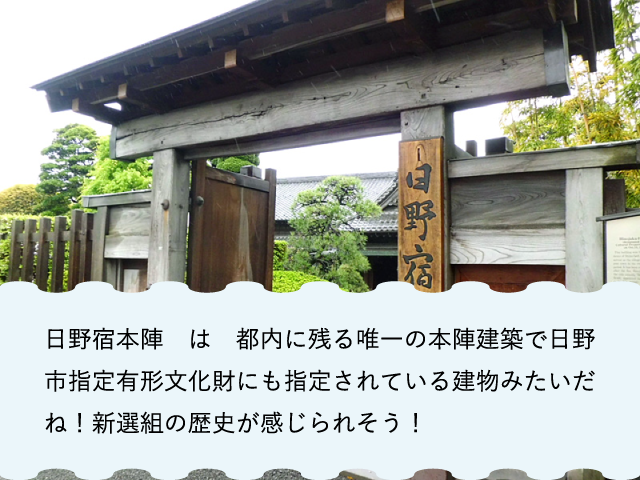 日野宿
日野宿本陣　は　都内に残る唯一の本陣建築で日野
市指定有形文化財にも指定されている建物みたいだ
ね！新選組の歴史が感じられそう！